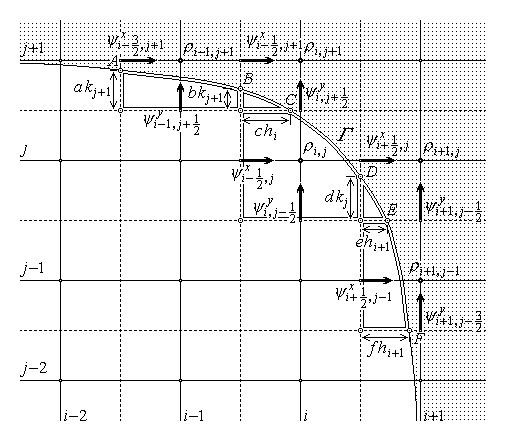 j+1
A
ψ^x_{i-3/2,j+1}
ρ_{i-1,j+1}
ψ^x_{i-1/2,j+1}
ρ_{i,j+1}
ak_{j+1}
bk_{j+1}
B
ψ^y_{i,j+1/2}
C
ψ^y_{i-1,j+1/2}
ch_i
Γ
ψ^x_{i+1/2,j}
j
ρ_{i,j}
ρ_{i+1,j}
ψ^x_{i-1/2,j}
D
ψ^y_{i,j-1/2}
dk_j
E
ψ^y_{i+1,j-1/2}
eh_{i+1}
j-1
ρ_{i+1,j-1}
ψ^x_{i+1/2,j-1}
ψ^y_{i+1,j-3/2}
F
fh_{i+1}
j-2
i-2
i-1
i
i+1